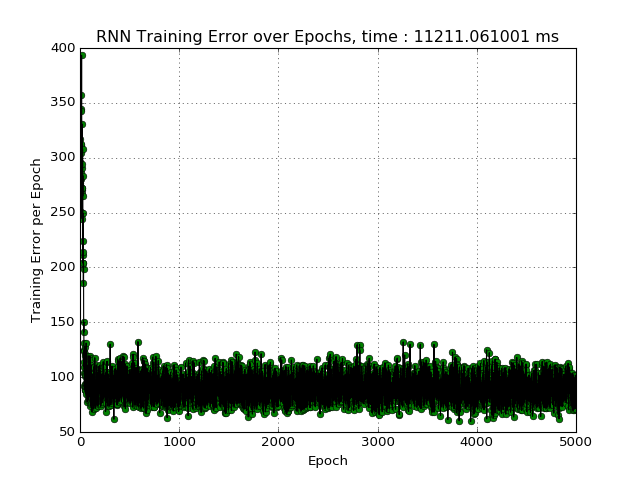 RNN Training Error over Epochs, time : 11211.061001 ms
400
350
300
250
200
150
100
50
Training Error per Epoch
0 1000 2000 3000 4000 5000
Epoch